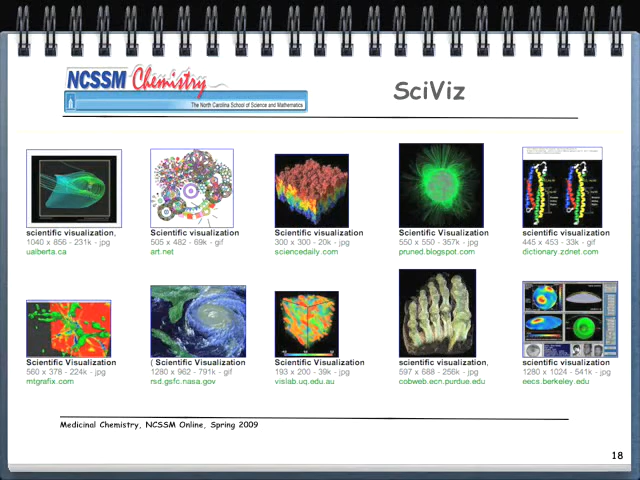 NCSSM Chemistry
The North Carolina School of Science and Mathematics
SciViz
scientific visualization,
1040 x 856 - 231k - jpg
ualberta.ca
Scientific visualization
505 x 482 - 69k - gif
art.net
scientific visualization
300 x 300 - 20k - jpg
sciencedaily.com
Scientific visualization
550 x 550 - 357k - jpg
pruned.blogspot.com
scientific visualization
445 x 453 - 33k - gif
dictionary.zdnet.com
Scientific Visualization
560 x 378 - 224k - jpg
mtgrafix.com
( Scientific Visualization
1280 x 962 - 791k - gif
rsd.gsfc.nasa.gov
Scientific Visualization
193 x 200 - 39k - jpg
vislab.uq.edu.au
scientific visualization,
597 x 688 - 256k - jpg
cobweb.ecn.purdue.edu
scientific visualization
1280 x 1024 - 541k - jpg
eecs.berkeley.edu
Medicinal Chemistry, NCSSM Online, Spring 2009
18